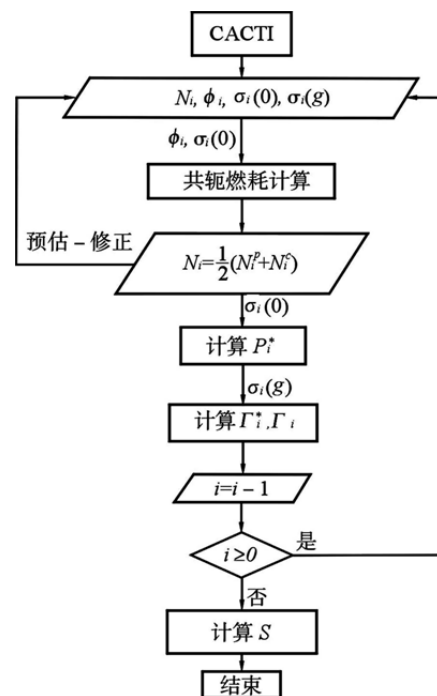 CACTI
Nᵢ, ϕᵢ, σᵢ(0), σᵢ(g)
ϕᵢ, σᵢ(0)
共轭燃耗计算
预估－修正
Nᵢ=½(Nᵢᵖ+Nᵢᶜ)
σᵢ(0)
计算 Pᵢ*
σᵢ(g)
计算 Γᵢ*,Γᵢ
i=i－1
i≥0
是
否
计算 S
结束